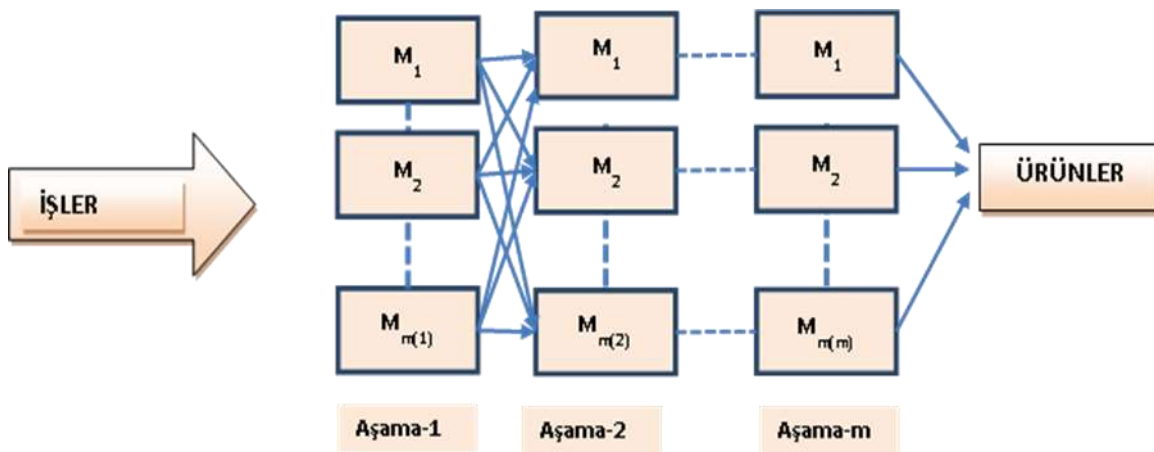 M1 M1 M1
M2 M2 M2
İŞLER
ÜRÜNLER
Mm(1) Mm(2) Mm(m)
Aşama-1 Aşama-2 Aşama-m